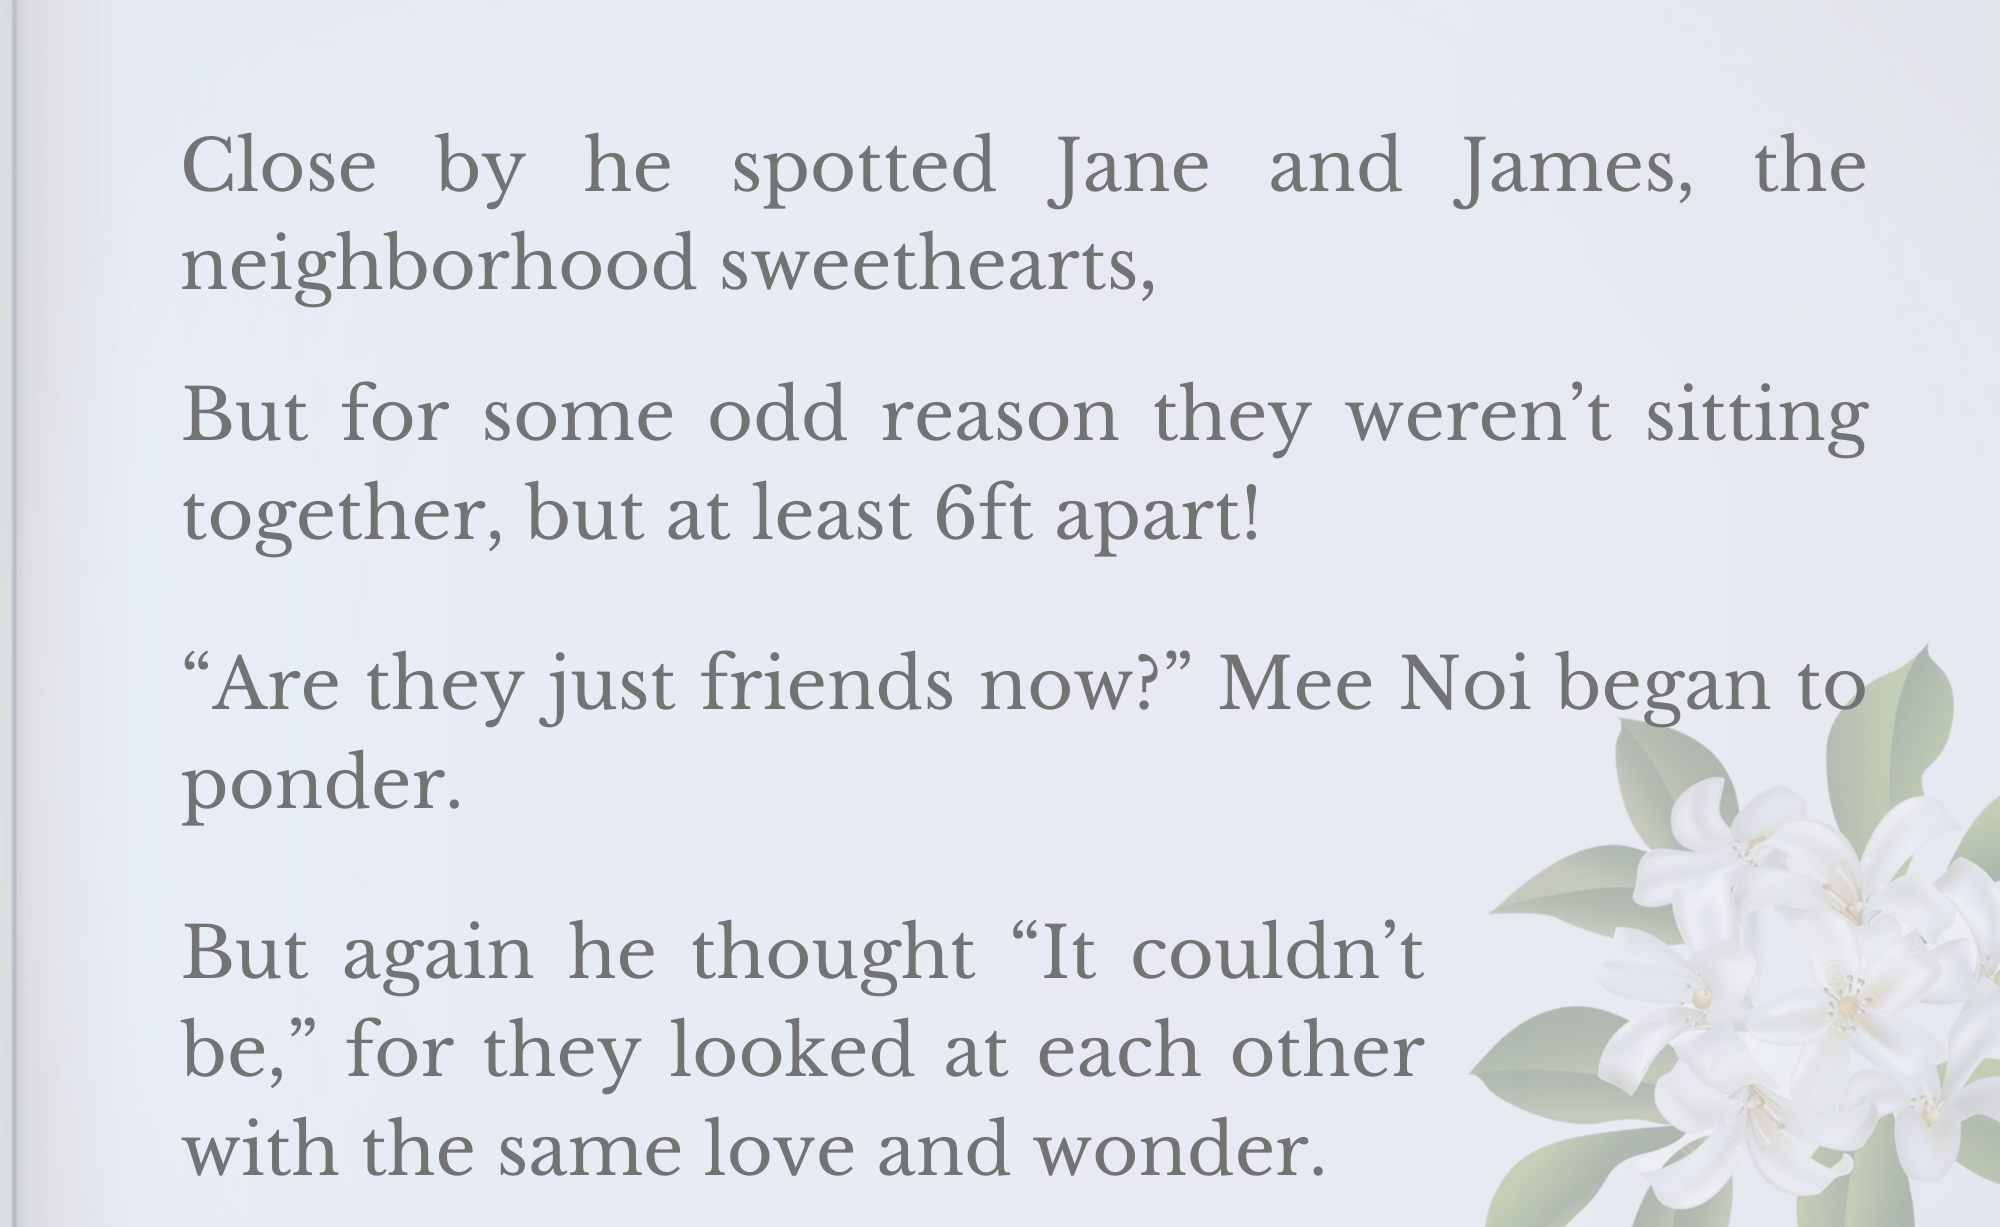 Close by he spotted Jane and James, the
neighborhood sweethearts,
But for some odd reason they weren’t sitting
together, but at least 6ft apart!
“Are they just friends now?” Mee Noi began to
ponder.
But again he thought “It couldn’t
be,” for they looked at each other
with the same love and wonder.